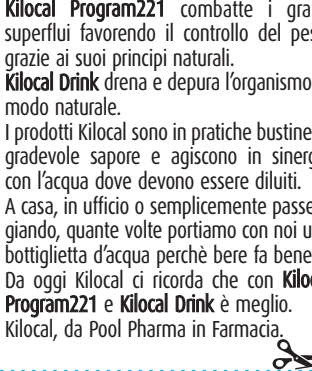 Kilocal Program221 combatte i gra
superflui favorendo il controllo del pes
grazie ai suoi principi naturali.
Kilocal Drink drena e depura l'organismo
modo naturale.
I prodotti Kilocal sono in pratiche bustine
gradevole sapore e agiscono in sinerg
con l'acqua dove devono essere diluiti.
A casa, in ufficio o semplicemente passe
giando, quante volte portiamo con noi u
bottiglietta d'acqua perchè bere fa bene
Da oggi Kilocal ci ricorda che con Kiloc
Program221 e Kilocal Drink è meglio.
Kilocal, da Pool Pharma in Farmacia.